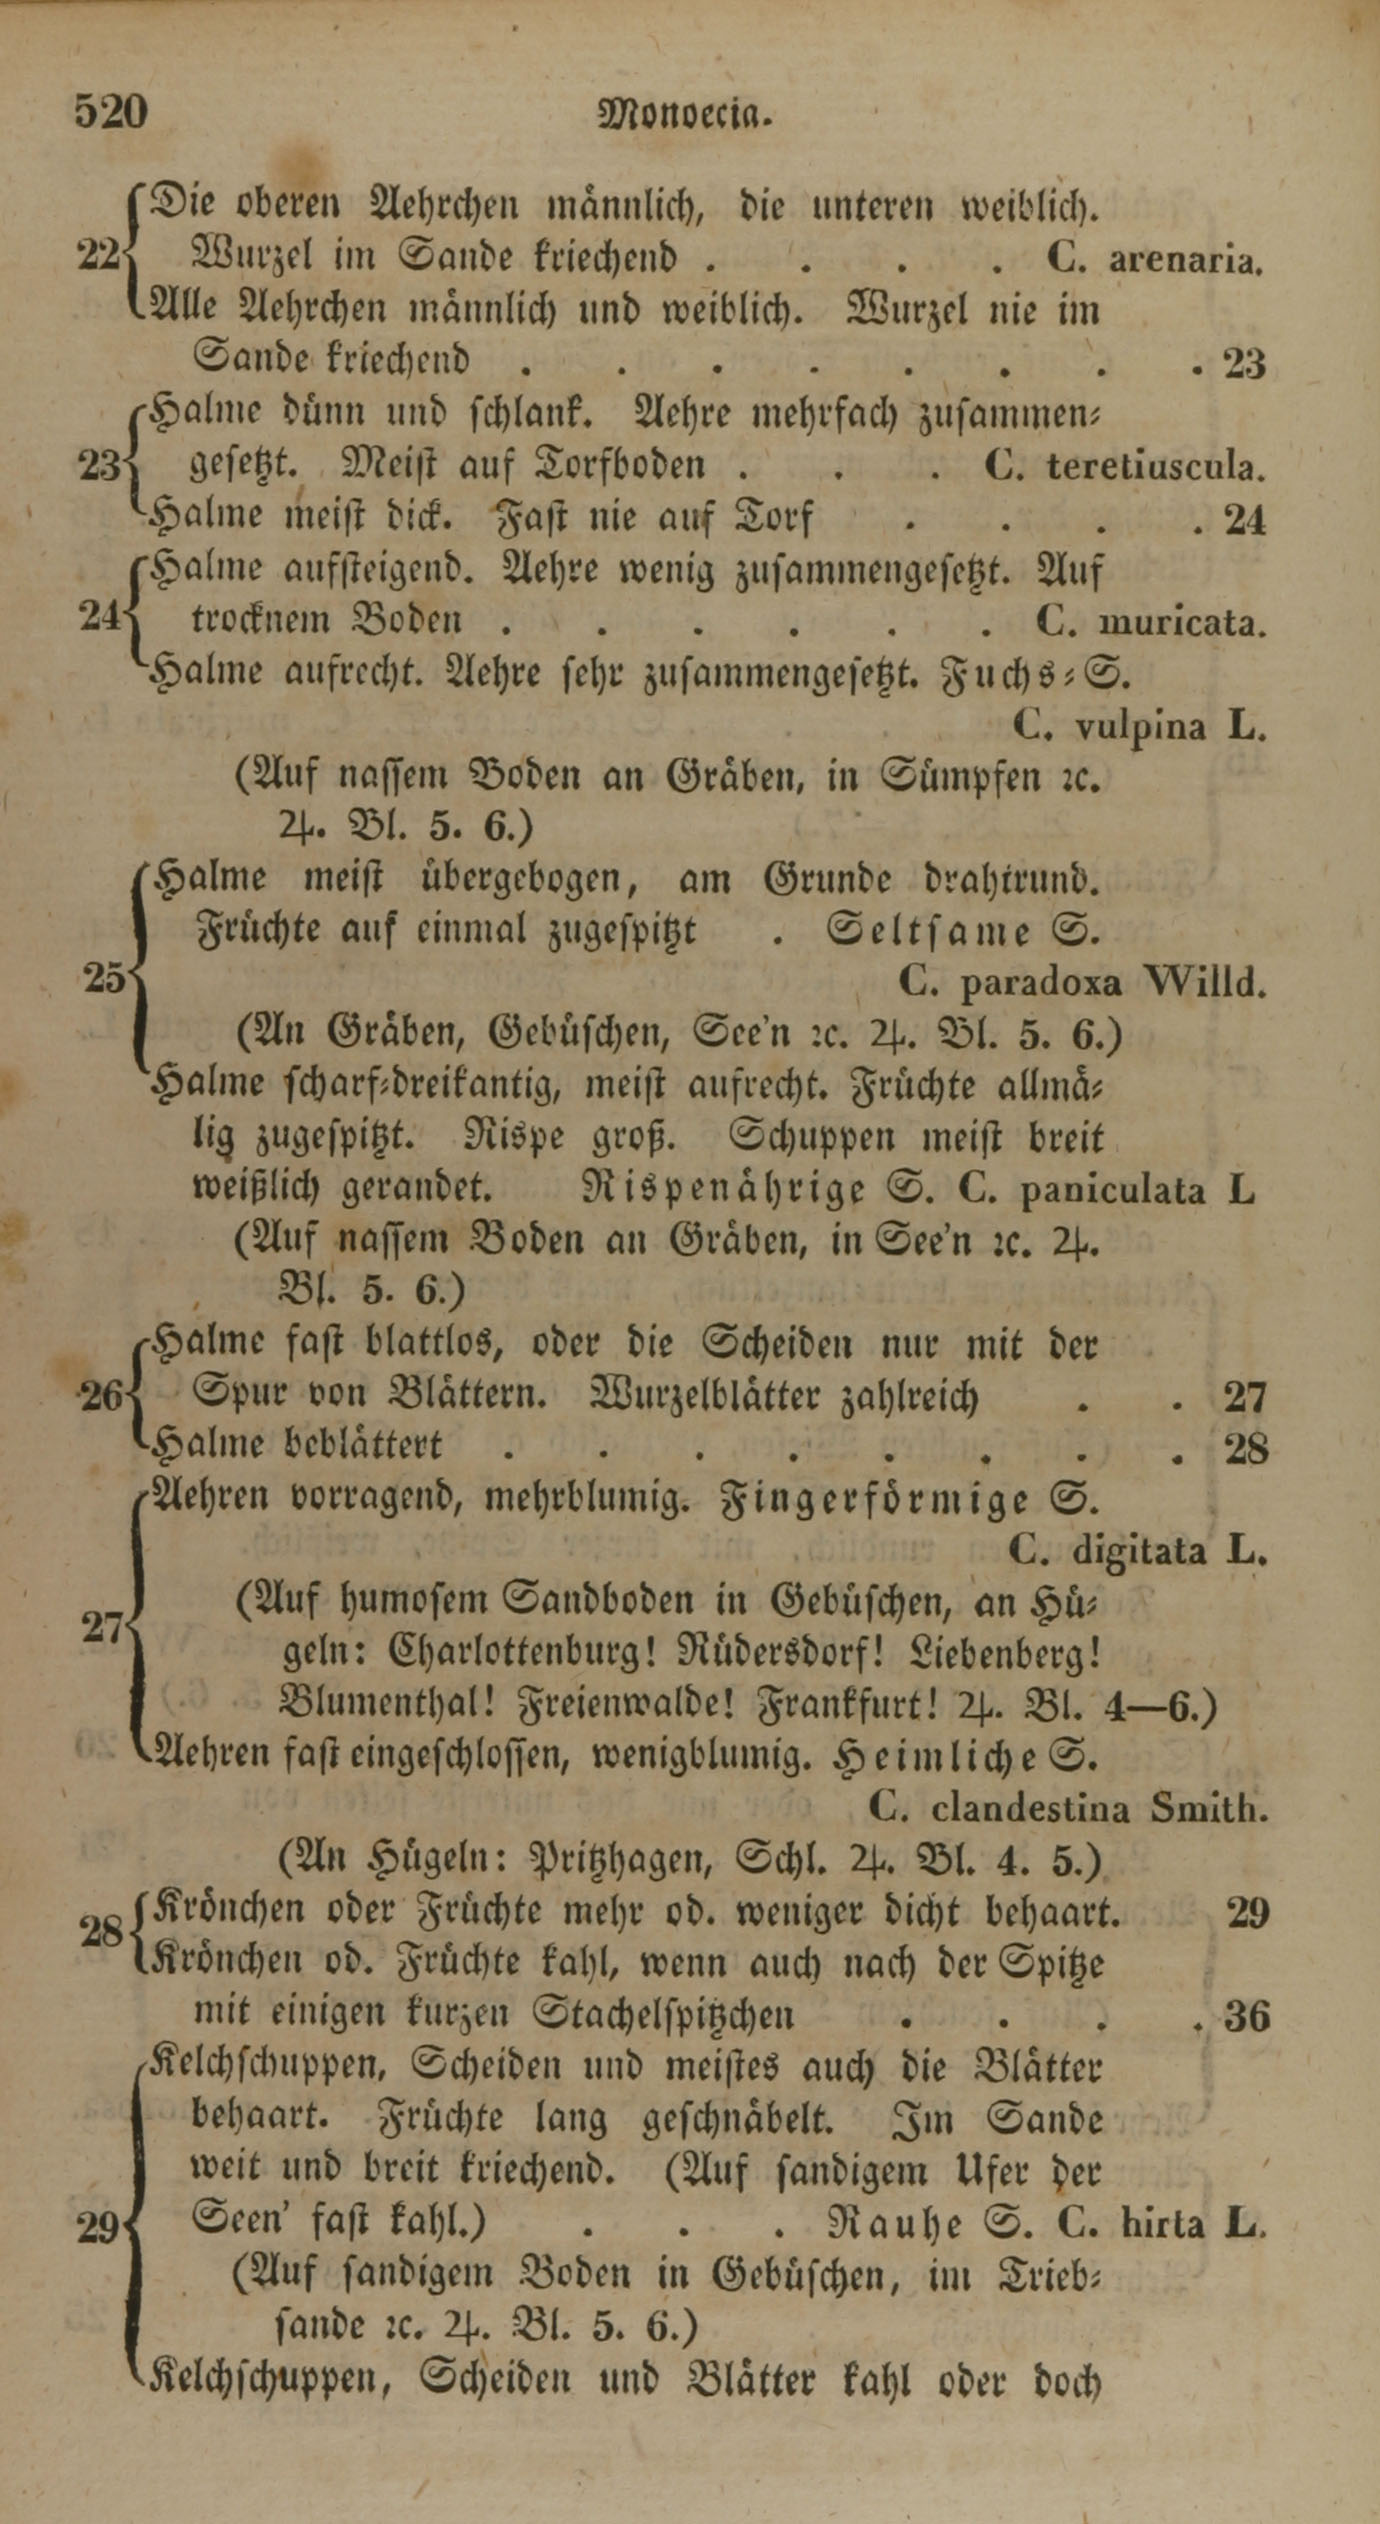 520 Monoecia.
Die oberen Aehrchen männlich, die unteren weiblich.
22 Wurzel im Sande kriechend . . . . C. arenaria.
Alle Aehrchen männlich und weiblich. Wurzel nie im
Sande kriechend . . . . . . . . 23
Halme dünn und schlank. Aehre mehrfach zusammen⸗
23 gesetzt. Meist auf Torfboden . . . C. teretiuscula.
Halme meist dick. Fast nie auf Torf . . . . 24
Halme aufsteigend. Aehre wenig zusammengesetzt. Auf
24 trocknem Boden . . . . . . C. muricata.
Halme aufrecht. Aehre sehr zusammengesetzt. Fuchs⸗S.
C. vulpina L.
(Auf nassem Boden an Gräben, in Sümpfen ꝛc.
♃. Bl. 5. 6.)
Halme meist übergebogen, am Grunde drahtrund.
Früchte auf einmal zugespitzt . Seltsame S.
25 C. paradoxa Willd.
(An Gräben, Gebüschen, See'n ꝛc. ♃. Bl. 5. 6.)
Halme scharf⸗dreikantig, meist aufrecht. Früchte allmä⸗
lig zugespitzt. Rispe groß. Schuppen meist breit
weißlich gerandet. Rispenährige S. C. paniculata L
(Auf nassem Boden an Gräben, in See'n ꝛc. ♃.
Bl. 5. 6.)
Halme fast blattlos, oder die Scheiden nur mit der
26 Spur von Blättern. Wurzelblätter zahlreich . . 27
Halme beblättert . . . . . . . . 28
Aehren vorragend, mehrblumig. Fingerförmige S.
C. digitata L.
(Auf humosem Sandboden in Gebüschen, an Hü⸗
27 geln: Charlottenburg! Rüdersdorf! Liebenberg!
Blumenthal! Freienwalde! Frankfurt! ♃. Bl. 4—6.)
Aehren fast eingeschlossen, wenigblumig. Heimliche S.
C. clandestina Smith.
(An Hügeln: Pritzhagen, Schl. ♃. Bl. 4. 5.)
28 Krönchen oder Früchte mehr od. weniger dicht behaart. 29
Krönchen od. Früchte kahl, wenn auch nach der Spitze
mit einigen kurzen Stachelspitzchen . . . . 36
Kelchschuppen, Scheiden und meistes auch die Blätter
behaart. Früchte lang geschnäbelt. Im Sande
weit und breit kriechend. (Auf sandigem Ufer der
29 Seen' fast kahl.) . . . Rauhe S. C. hirta L.
(Auf sandigem Boden in Gebüschen, im Trieb⸗
sande ꝛc. ♃. Bl. 5. 6.)
Kelchschuppen, Scheiden und Blätter kahl oder doch